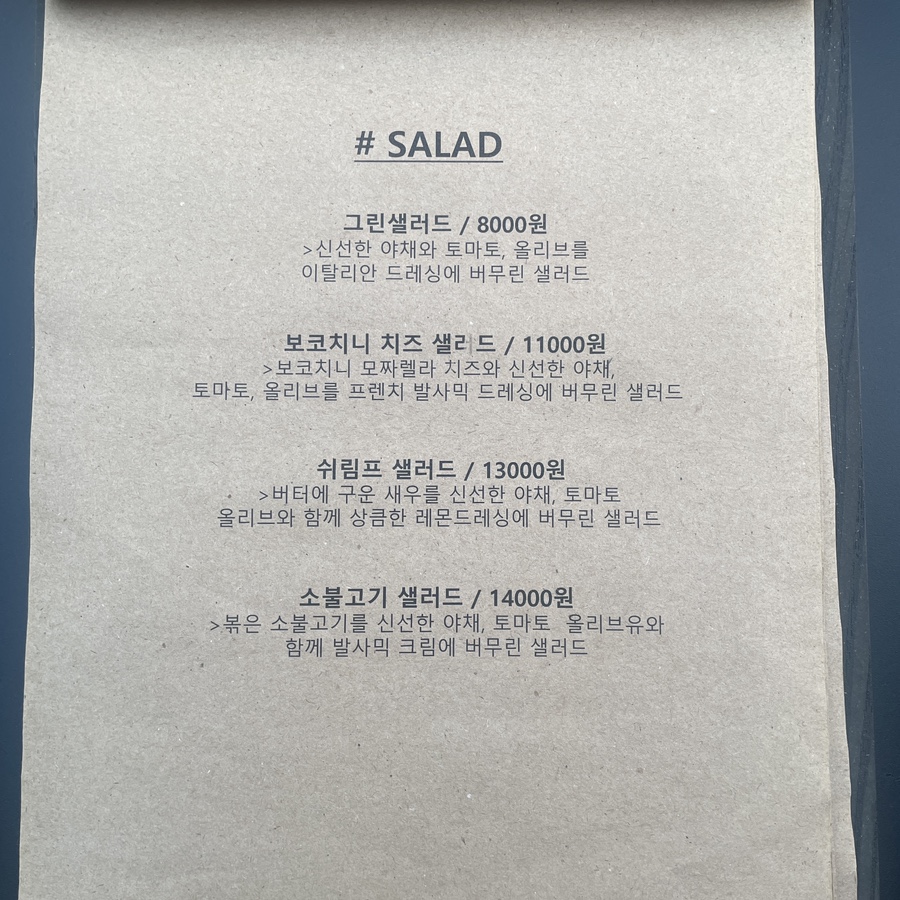 # SALAD
그린샐러드 / 8000원
>신선한 야채와 토마토, 올리브를
이탈리안 드레싱에 버무린 샐러드
보코치니 치즈 샐러드 / 11000원
>보코치니 모짜렐라 치즈와 신선한 야채,
토마토, 올리브를 프렌치 발사믹 드레싱에 버무린 샐러드
쉬림프 샐러드 / 13000원
>버터에 구운 새우를 신선한 야채, 토마토
올리브와 함께 상큼한 레몬드레싱에 버무린 샐러드
소불고기 샐러드 / 14000원
>볶은 소불고기를 신선한 야채, 토마토  올리브유와
함께 발사믹 크림에 버무린 샐러드